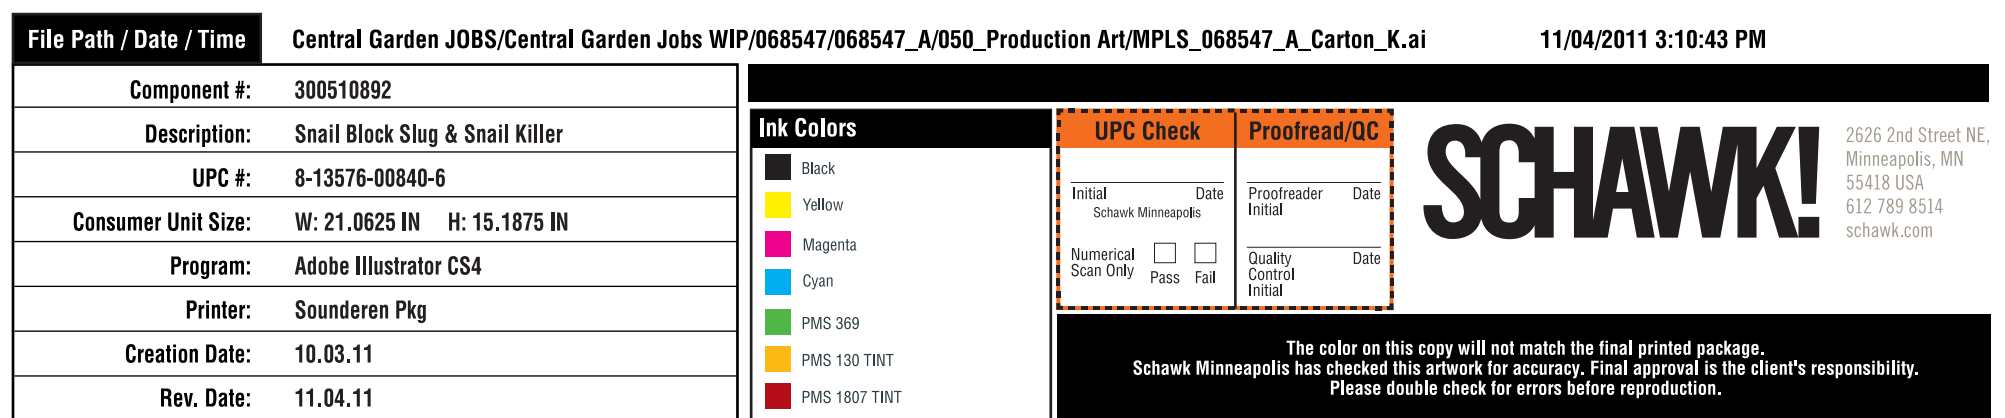 File Path / Date / Time Central Garden JOBS/Central Garden Jobs WIP/068547/068547_A/050_Production Art/MPLS_068547_A_Carton_K.ai 11/04/2011 3:10:43 PM
Component #: 300510892
Description: Snail Block Slug & Snail Killer
UPC #: 8-13576-00840-6
Consumer Unit Size: W: 21.0625 IN H: 15.1875 IN
Program: Adobe Illustrator CS4
Printer: Sounderen Pkg
Creation Date: 10.03.11
Rev. Date: 11.04.11
Ink Colors
Black
Yellow
Magenta
Cyan
PMS 369
PMS 130 TINT
PMS 1807 TINT
UPC Check
Initial Date
Schawk Minneapolis
Numerical
Scan Only Pass Fail
Proofread/QC
Proofreader Date
Initial
Quality Date
Control
Initial
SCHAWK!
2626 2nd Street NE,
Minneapolis, MN
55418 USA
612 789 8514
schawk.com
The color on this copy will not match the final printed package.
Schawk Minneapolis has checked this artwork for accuracy. Final approval is the client's responsibility.
Please double check for errors before reproduction.